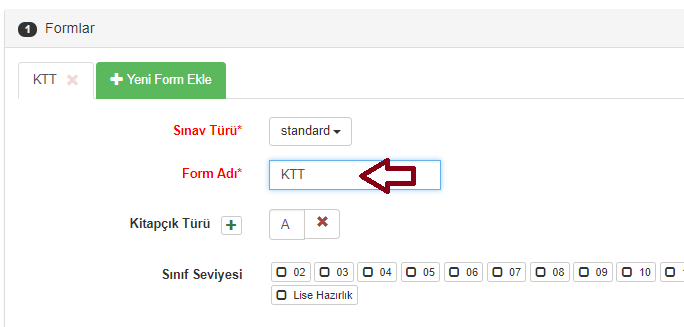 1 Formlar
KTT Yeni Form Ekle
Sınav Türü* standard
Form Adı* KTT
Kitapçık Türü A
Sınıf Seviyesi 02 03 04 05 06 07 08 09 10
Lise Hazırlık